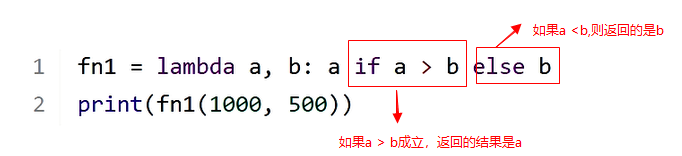 如果a <b,则返回的是b
1 fn1 = lambda a, b: a if a > b else b
2 print(fn1(1000, 500))
如果a > b成立，返回的结果是a